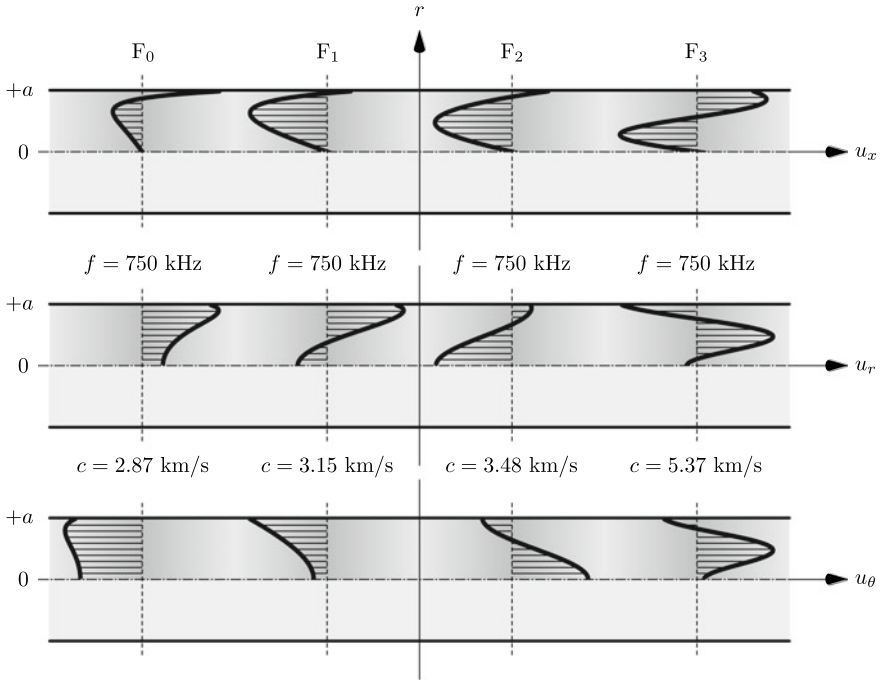 r
F₀ F₁ F₂ F₃
+a
0 uₓ
f = 750 kHz f = 750 kHz f = 750 kHz f = 750 kHz
+a
0 uᵣ
c = 2.87 km/s c = 3.15 km/s c = 3.48 km/s c = 5.37 km/s
+a
0 u_θ